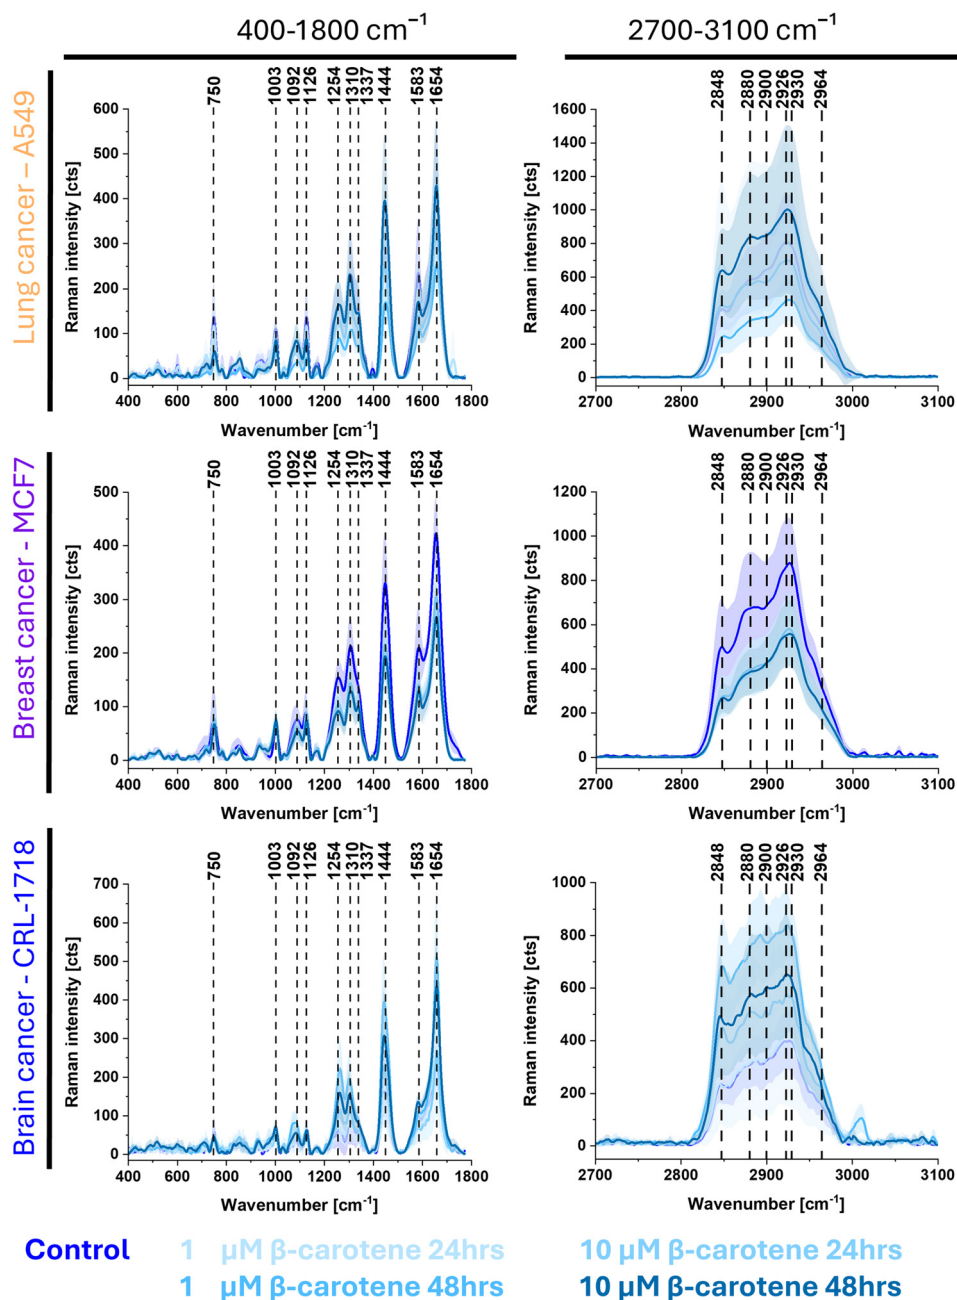 400-1800 cm⁻¹
2700-3100 cm⁻¹
Lung cancer – A549
750 1003 1092 1126 1254 1310 1337 1444 1583 1654
600
500
400
300
200
100
0
Raman intensity [cts]
400 600 800 1000 1200 1400 1600 1800
Wavenumber [cm⁻¹]
2848 2880 2900 2926 2930 2964
1600
1400
1200
1000
800
600
400
200
0
Raman intensity [cts]
2700 2800 2900 3000 3100
Wavenumber [cm⁻¹]
Breast cancer - MCF7
750 1003 1092 1126 1254 1310 1337 1444 1583 1654
500
400
300
200
100
0
Raman intensity [cts]
400 600 800 1000 1200 1400 1600 1800
Wavenumber [cm⁻¹]
2848 2880 2900 2926 2930 2964
1200
1000
800
600
400
200
0
Raman intensity [cts]
2700 2800 2900 3000 3100
Wavenumber [cm⁻¹]
Brain cancer - CRL-1718
750 1003 1092 1126 1254 1310 1337 1444 1583 1654
700
600
500
400
300
200
100
0
Raman intensity [cts]
400 600 800 1000 1200 1400 1600 1800
Wavenumber [cm⁻¹]
2848 2880 2900 2926 2930 2964
1000
800
600
400
200
0
Raman intensity [cts]
2700 2800 2900 3000 3100
Wavenumber [cm⁻¹]
Control 1 μM β-carotene 24hrs 10 μM β-carotene 24hrs
1 μM β-carotene 48hrs 10 μM β-carotene 48hrs